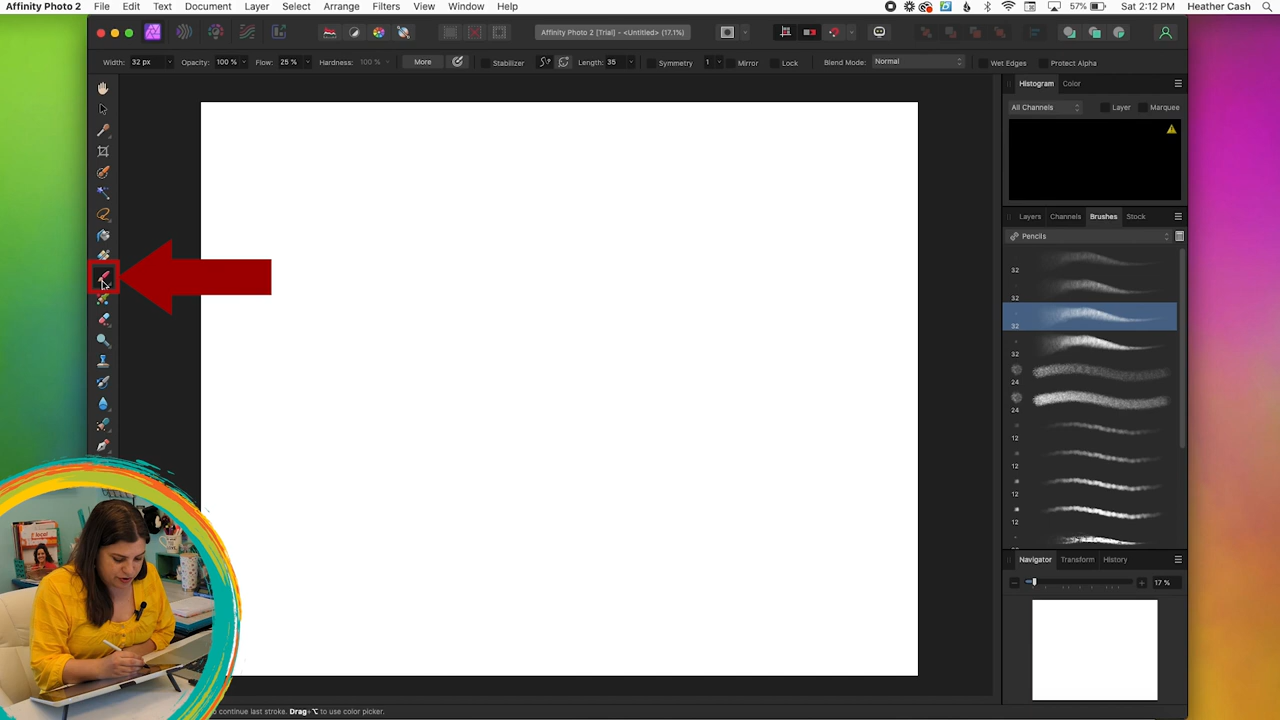 Affinity Photo 2 File Edit Text Document Layer Select Arrange Filters View Window Help 57% Sat 2:12 PM Heather Cash
Affinity Photo 2 [Trial] - <Untitled> (17.1%)
Width: 32 px Opacity: 100 % Flow: 25 % Hardness: 100 % More Stabilizer Length: 35 Symmetry 1 Mirror Lock Blend Mode: Normal Wet Edges Protect Alpha
Histogram Color
All Channels Layer Marquee
Layers Channels Brushes Stock
Pencils
32
32
32
32
24
24
12
12
12
12
Navigator Transform History
17 %
local
o continue last stroke. Drag+⌥ to use color picker.